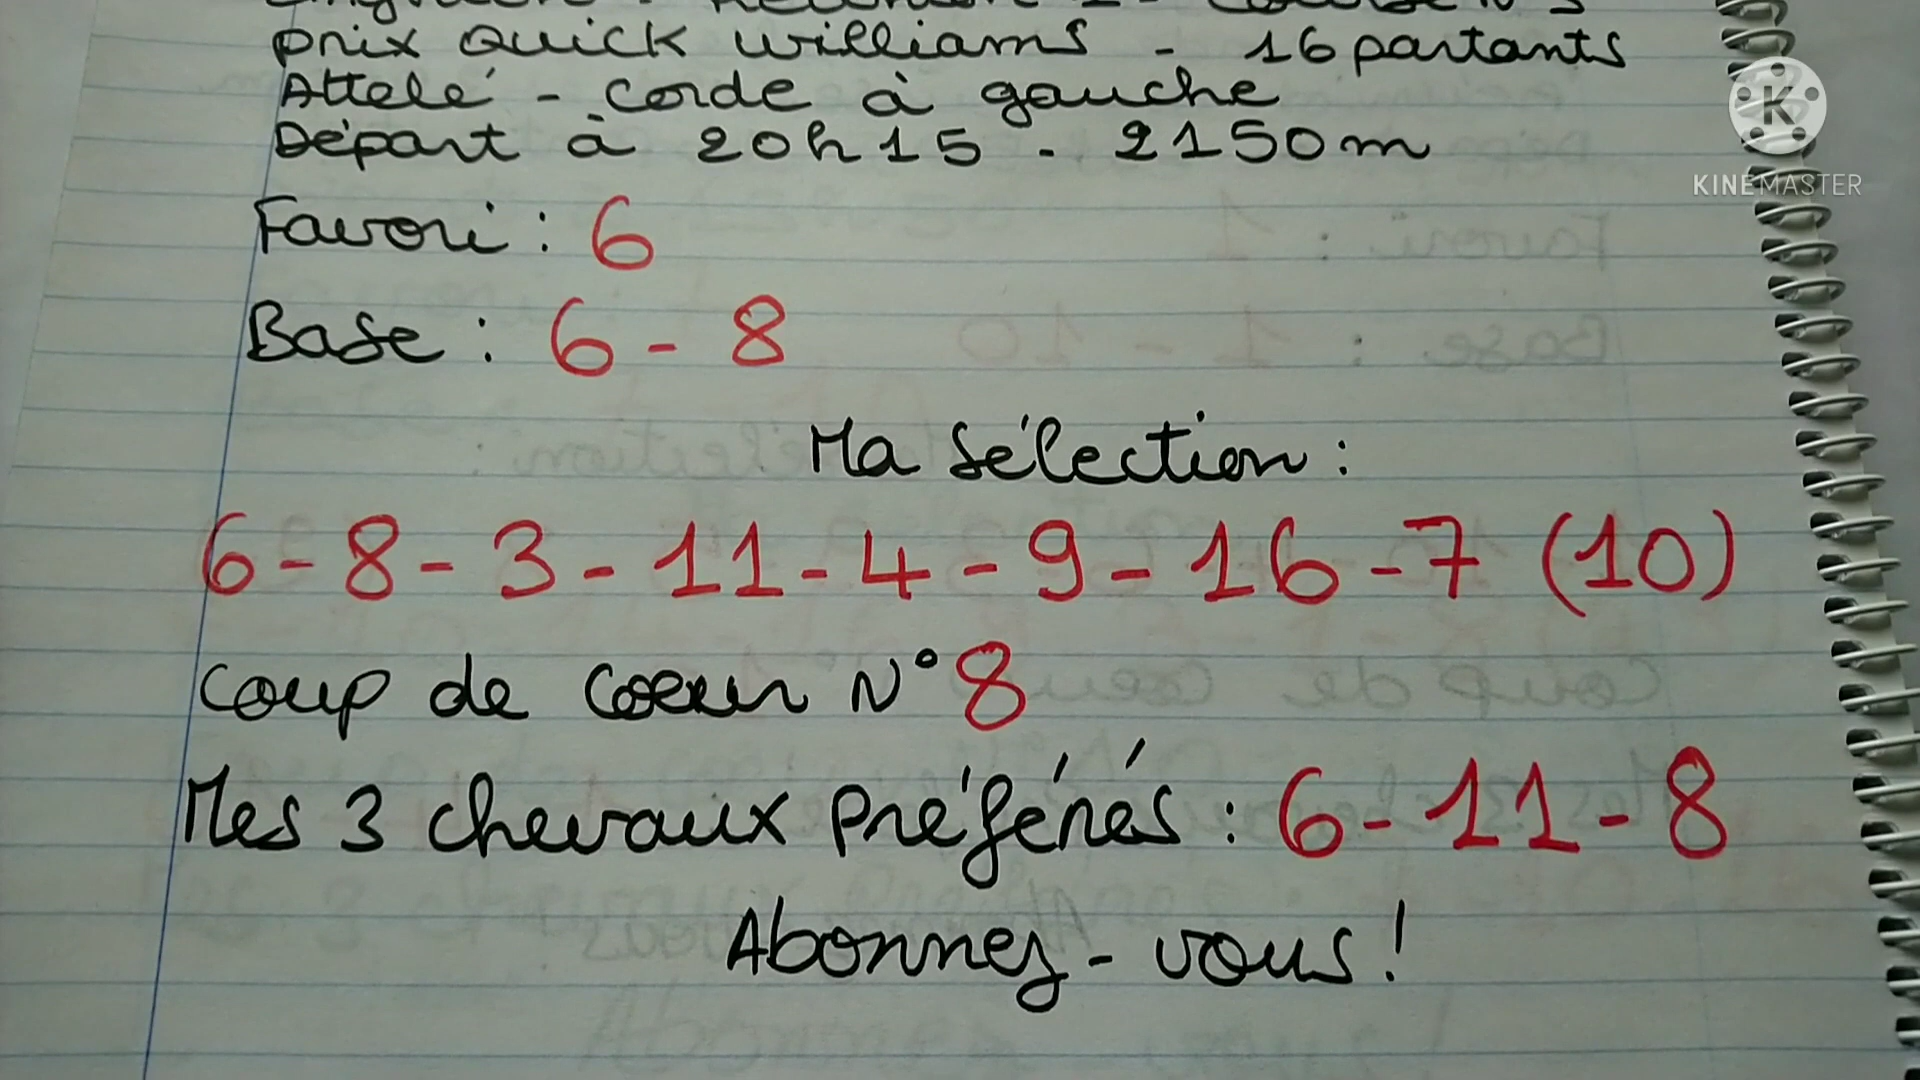 Prix Quick Williams - 16 partants
Attelé - Corde à gauche
Départ à 20h15 - 2150m
Favori : 6
Base : 6 - 8
Ma sélection :
6 - 8 - 3 - 11 - 4 - 9 - 16 - 7 (10)
Coup de coeur N° 8
Mes 3 chevaux préférés : 6 - 11 - 8
Abonnez-vous !
K
KINEMASTER